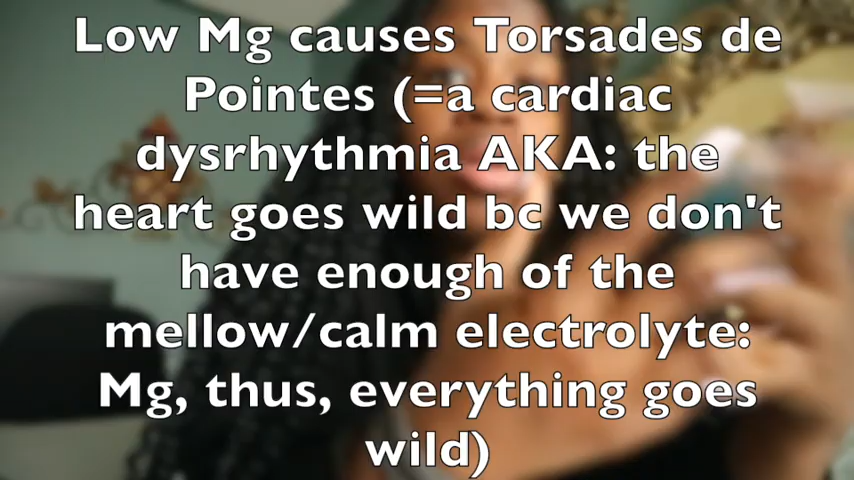 Low Mg causes Torsades de
Pointes (=a cardiac
dysrhythmia AKA: the
heart goes wild bc we don't
have enough of the
mellow/calm electrolyte:
Mg, thus, everything goes
wild)